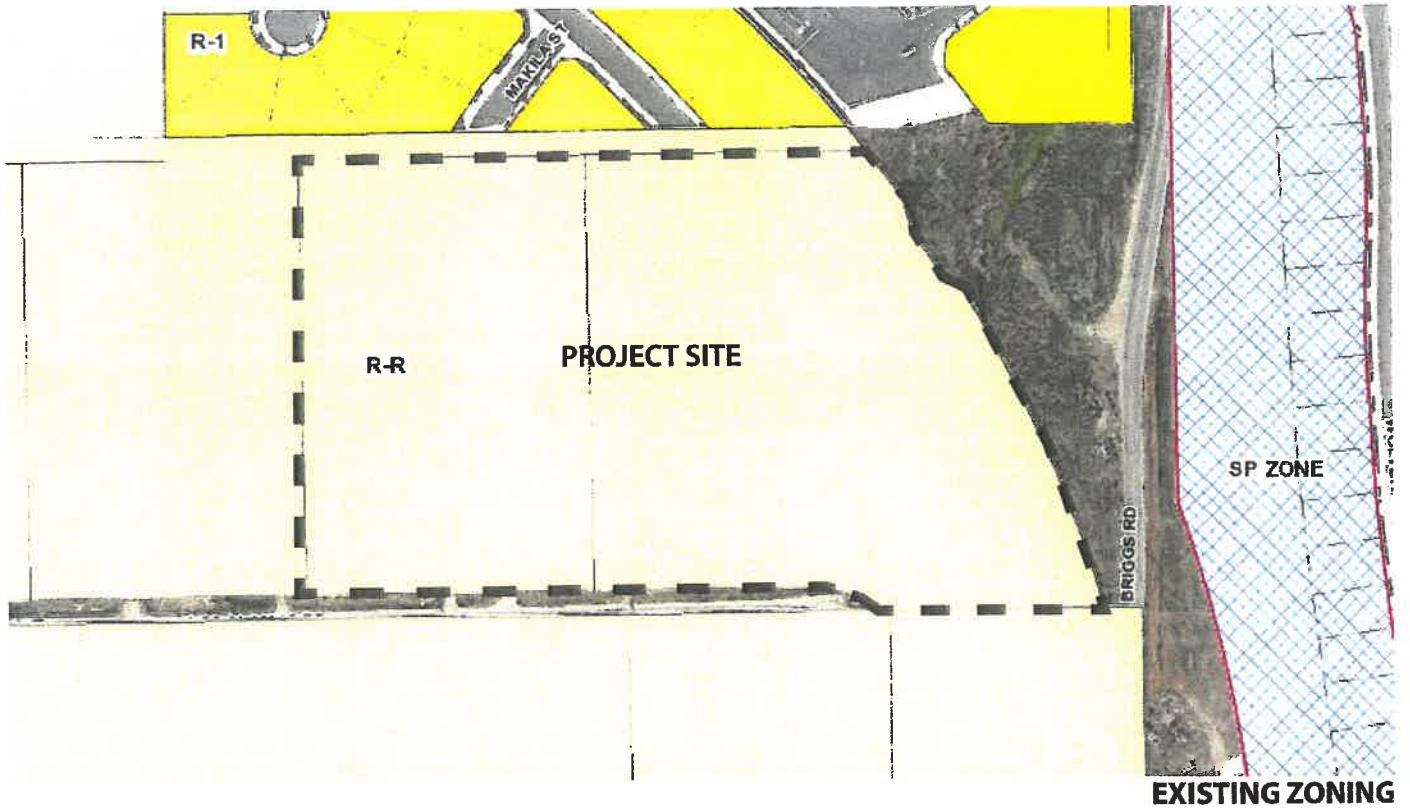 R-1
MAKILA ST
R-R
PROJECT SITE
SP ZONE
BRIGGS RD
EXISTING ZONING